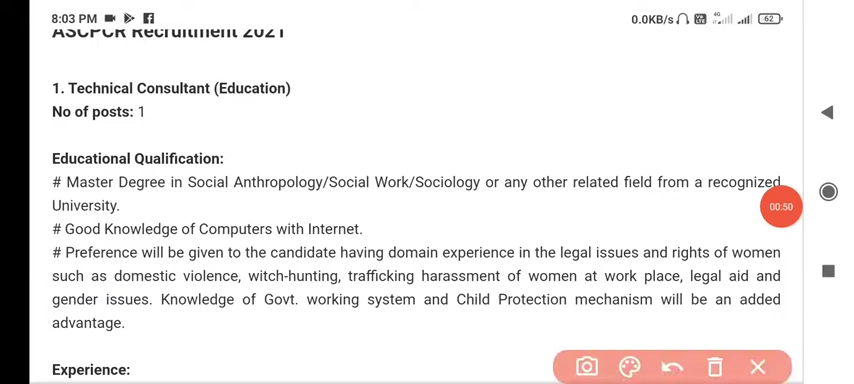 8:03 PM
0.0KB/s 4G 62
ASCPCR Recruitment 2021
1. Technical Consultant (Education)
No of posts: 1
Educational Qualification:
# Master Degree in Social Anthropology/Social Work/Sociology or any other related field from a recognized
University.
00:50
# Good Knowledge of Computers with Internet.
# Preference will be given to the candidate having domain experience in the legal issues and rights of women
such as domestic violence, witch-hunting, trafficking harassment of women at work place, legal aid and
gender issues. Knowledge of Govt. working system and Child Protection mechanism will be an added
advantage.
Experience: